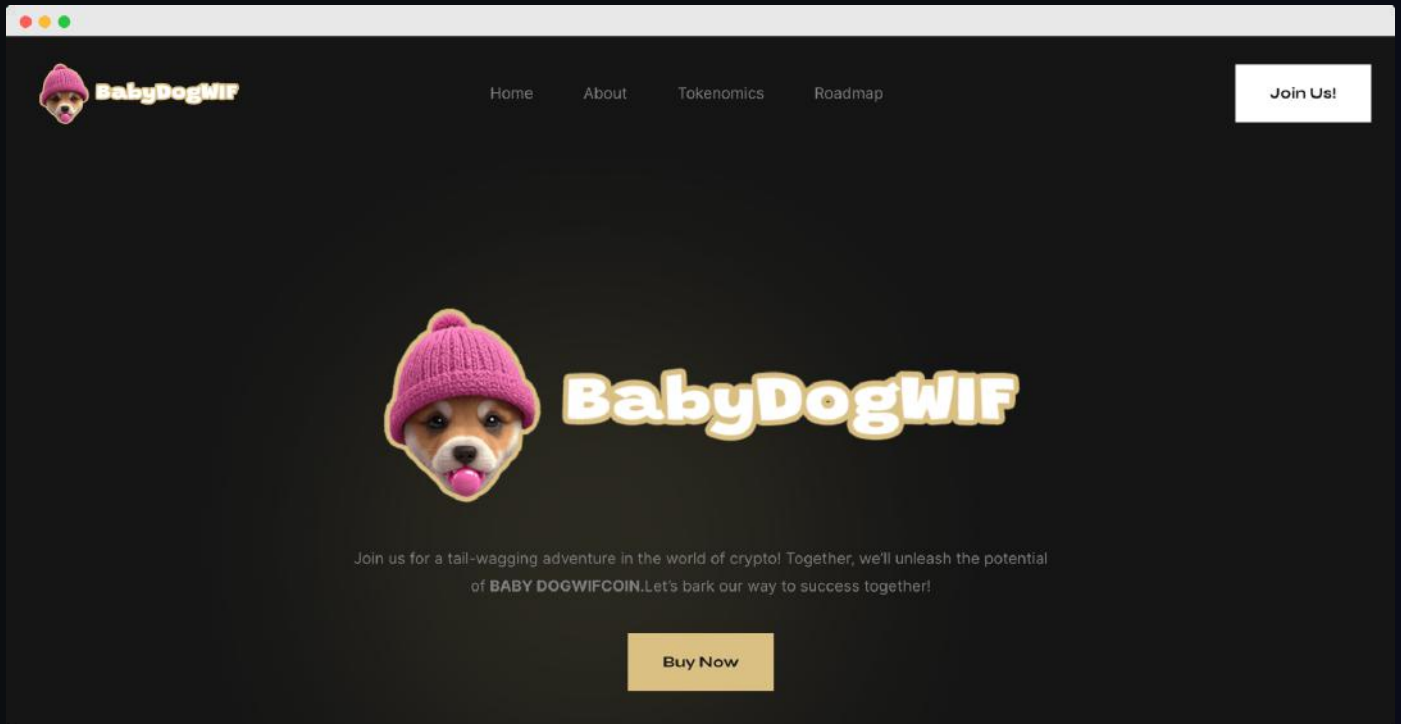 BabyDogWIF
Home
About
Tokenomics
Roadmap
Join Us!
BabyDogWIF
Join us for a tail-wagging adventure in the world of crypto! Together, we'll unleash the potential
of BABY DOGWIFCOIN.Let's bark our way to success together!
Buy Now